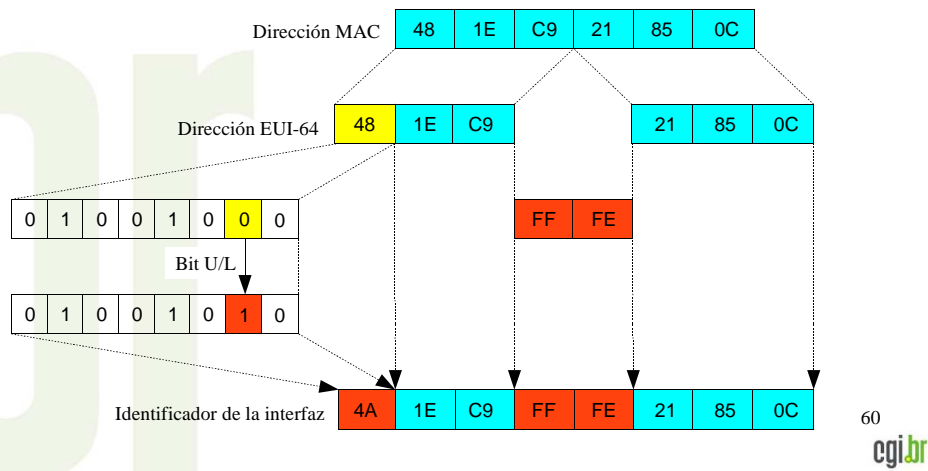 Dirección MAC 48 1E C9 21 85 0C
Dirección EUI-64 48 1E C9 21 85 0C
0 1 0 0 1 0 0 0 FF FE
Bit U/L
0 1 0 0 1 0 1 0
Identificador de la interfaz 4A 1E C9 FF FE 21 85 0C
60
cgi.br